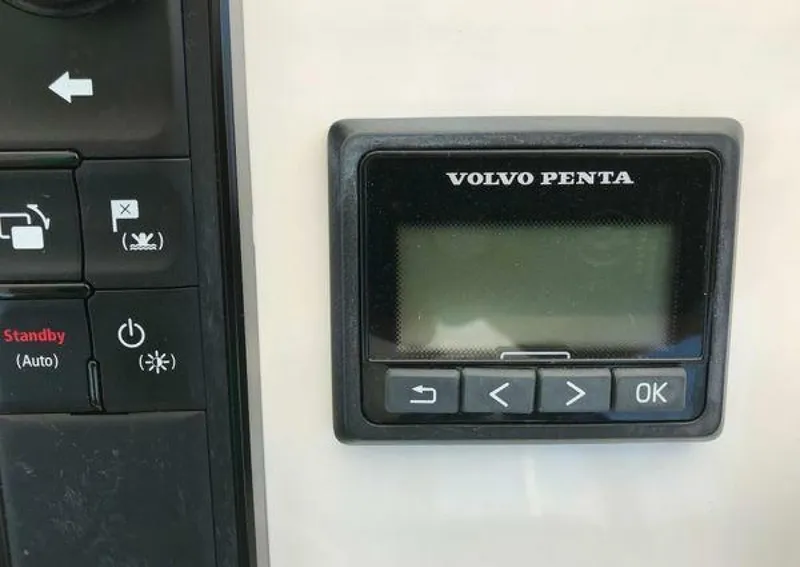 VOLVO PENTA
Standby
(Auto)
OK